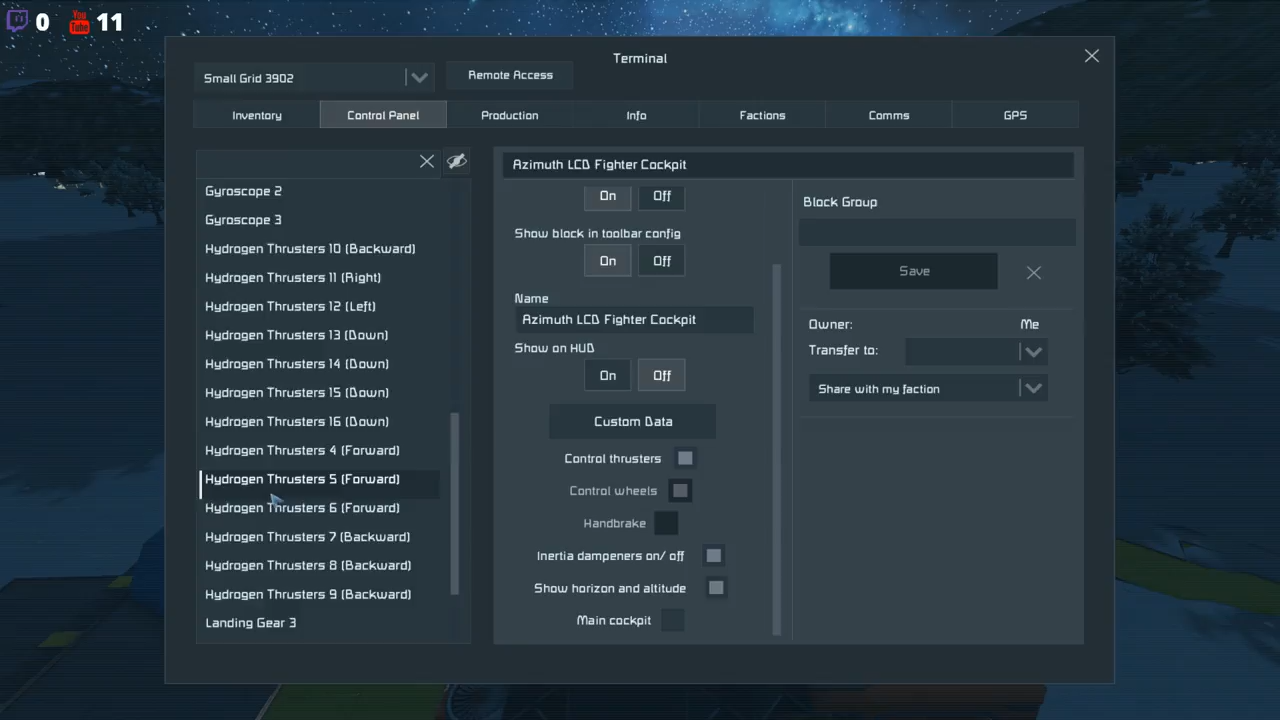 0 You Tube 11
Terminal
Small Grid 3902
Remote Access
Inventory
Control Panel
Production
Info
Factions
Comms
GPS
Gyroscope 2
Gyroscope 3
Hydrogen Thrusters 10 (Backward)
Hydrogen Thrusters 11 (Right)
Hydrogen Thrusters 12 (Left)
Hydrogen Thrusters 13 (Down)
Hydrogen Thrusters 14 (Down)
Hydrogen Thrusters 15 (Down)
Hydrogen Thrusters 16 (Down)
Hydrogen Thrusters 4 (Forward)
Hydrogen Thrusters 5 (Forward)
Hydrogen Thrusters 6 (Forward)
Hydrogen Thrusters 7 (Backward)
Hydrogen Thrusters 8 (Backward)
Hydrogen Thrusters 9 (Backward)
Landing Gear 3
Azimuth LCD Fighter Cockpit
On Off
Show block in toolbar config
On Off
Name
Azimuth LCD Fighter Cockpit
Show on HUD
On Off
Custom Data
Control thrusters
Control wheels
Handbrake
Inertia dampeners on/ off
Show horizon and altitude
Main cockpit
Block Group
Save
Owner: Me
Transfer to:
Share with my faction